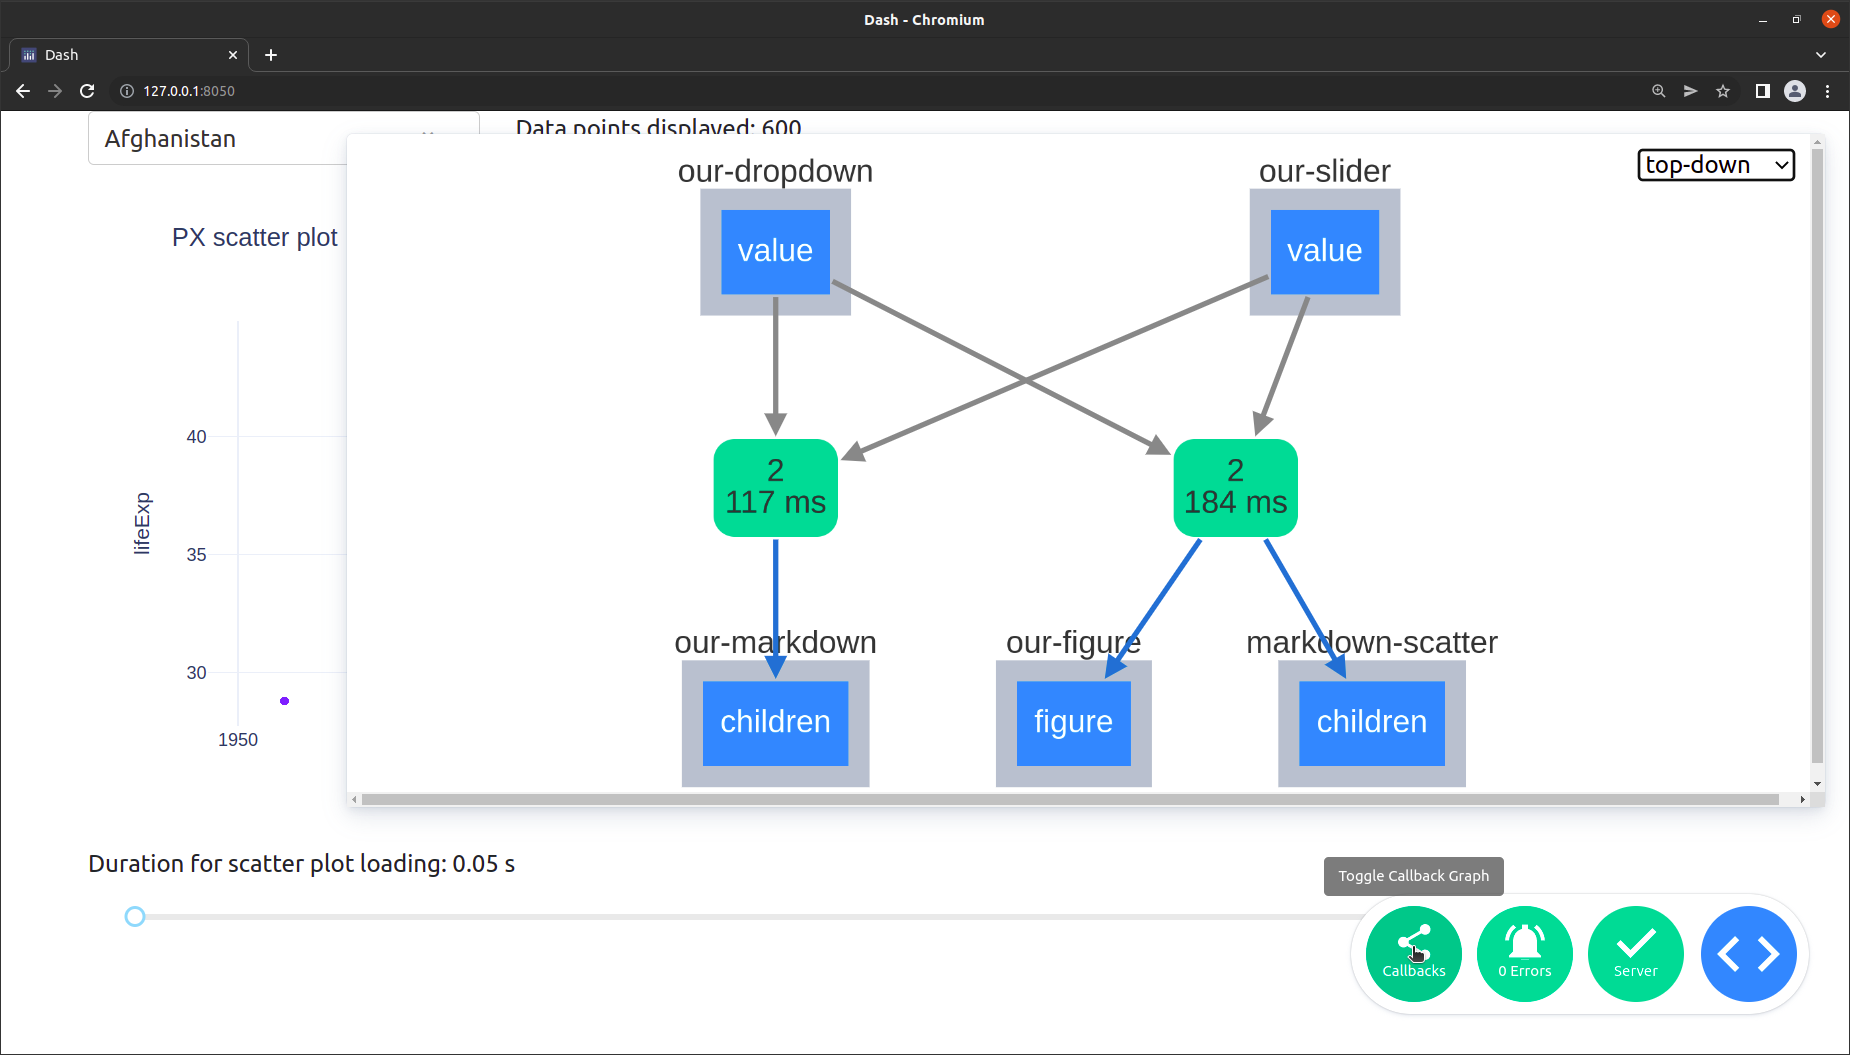 Dash - Chromium
Dash
127.0.0.1:8050
Afghanistan
Data points displayed: 600
top-down
our-dropdown
our-slider
value
value
PX scatter plot
40
35
30
lifeExp
1950
2
117 ms
2
184 ms
our-markdown
our-figure
markdown-scatter
children
figure
children
Duration for scatter plot loading: 0.05 s
Toggle Callback Graph
Callbacks
0 Errors
Server